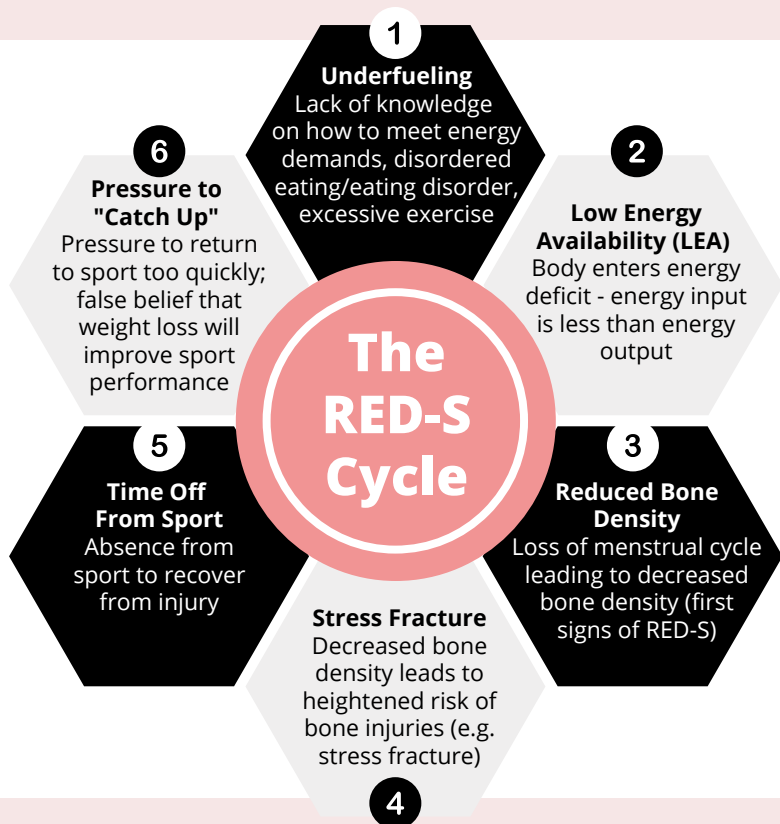 1
Underfueling
Lack of knowledge
on how to meet energy
demands, disordered
eating/eating disorder,
excessive exercise
2
Low Energy
Availability (LEA)
Body enters energy
deficit - energy input
is less than energy
output
3
Reduced Bone
Density
Loss of menstrual cycle
leading to decreased
bone density (first
signs of RED-S)
Stress Fracture
Decreased bone
density leads to
heightened risk of
bone injuries (e.g.
stress fracture)
4
5
Time Off
From Sport
Absence from
sport to recover
from injury
6
Pressure to
"Catch Up"
Pressure to return
to sport too quickly;
false belief that
weight loss will
improve sport
performance
The
RED-S
Cycle